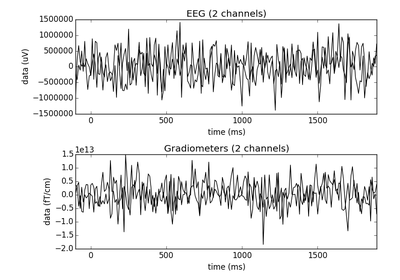 EEG (2 channels)
1500000
1000000
500000
0
−500000
−1000000
−1500000
data (uV)
0 500 1000 1500
time (ms)
Gradiometers (2 channels)
1e13
1.5
1.0
0.5
0.0
−0.5
−1.0
−1.5
−2.0
data (fT/cm)
0 500 1000 1500
time (ms)